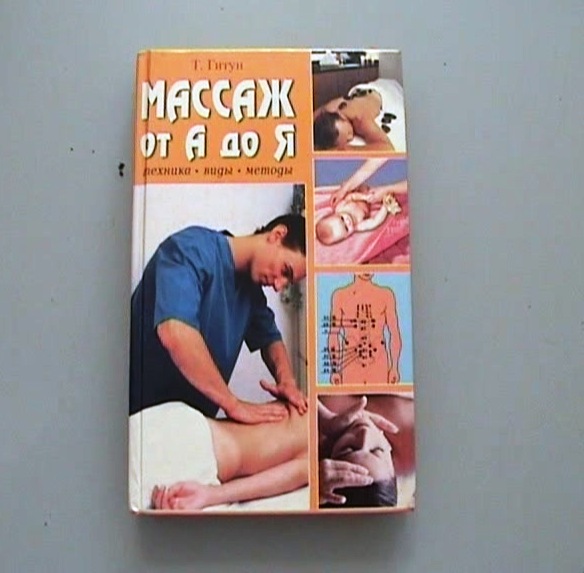 Т. Гитун
МАССАЖ
от А до Я
техника • виды • методы